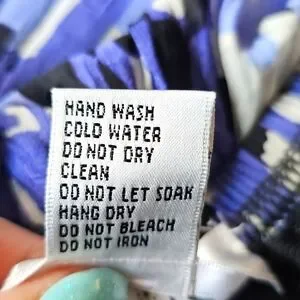 HAND WASH
COLD WATER
DO NOT DRY
CLEAN
DO NOT LET SOAK
HANG DRY
DO NOT BLEACH
DO NOT IRON